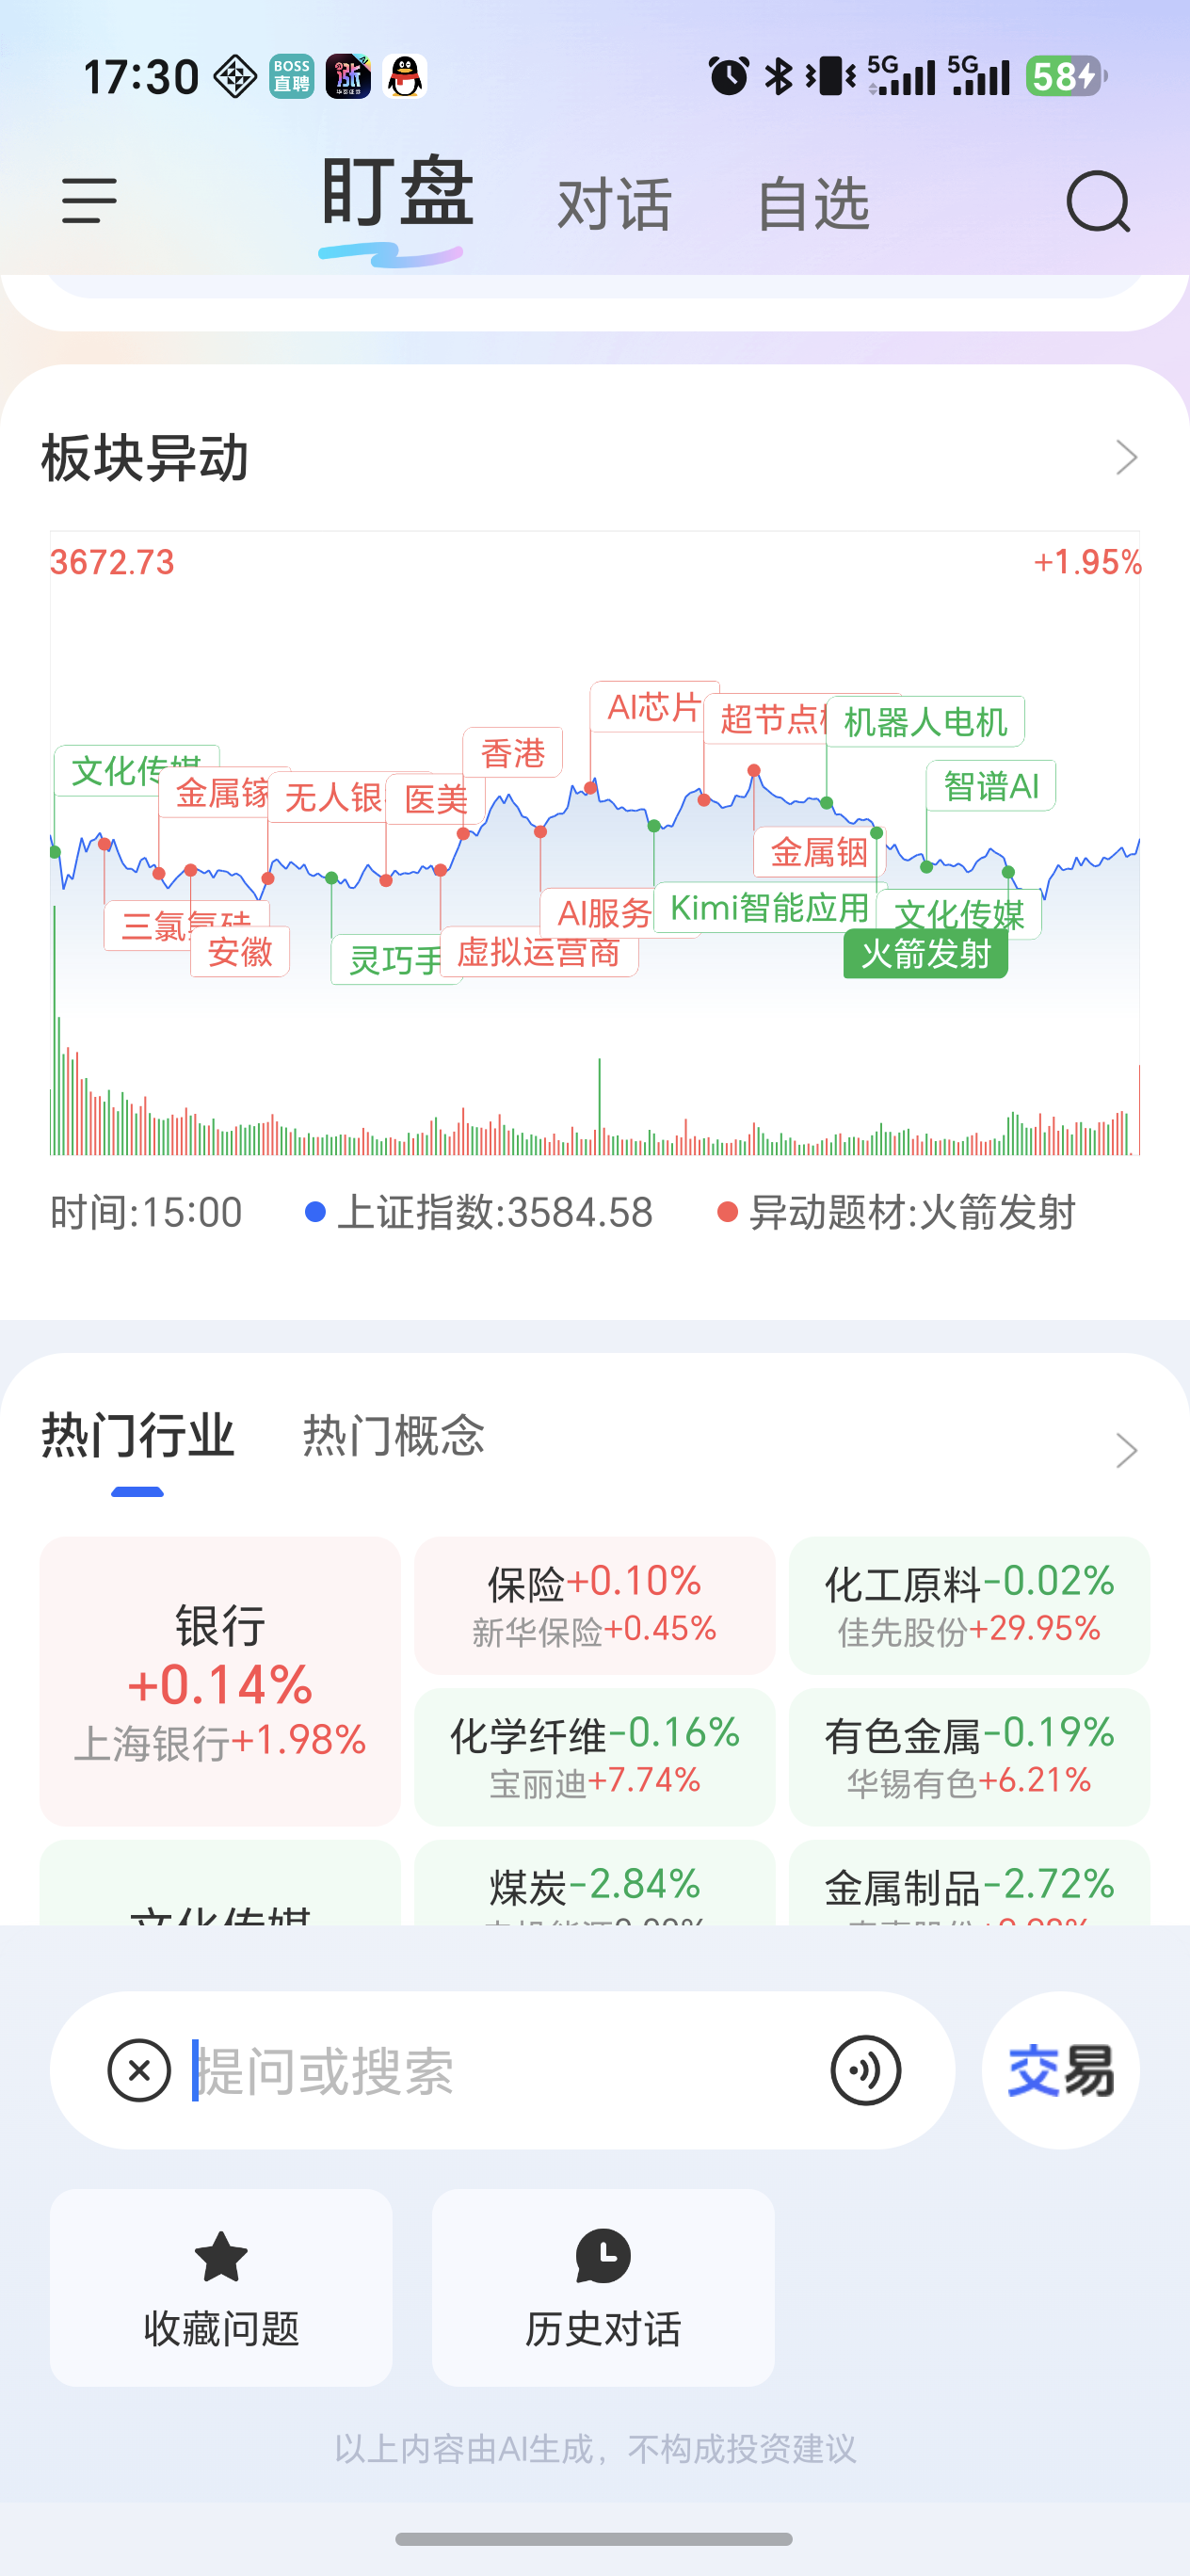 17:30
BOSS
直聘
涨
5G
5G
58
盯盘 对话 自选
板块异动
3672.73 +1.95%
AI芯片
超节点
机器人电机
香港
文化传媒
金属镓
无人银
医美
智谱AI
金属铟
三氯氢硅
安徽
灵巧手
虚拟运营商
AI服务
Kimi智能应用
文化传媒
火箭发射
时间:15:00 上证指数:3584.58 异动题材:火箭发射
热门行业 热门概念
银行
+0.14%
上海银行+1.98%
保险+0.10%
新华保险+0.45%
化工原料-0.02%
佳先股份+29.95%
化学纤维-0.16%
宝丽迪+7.74%
有色金属-0.19%
华锡有色+6.21%
文化传媒
煤炭-2.84%
金属制品-2.72%
提问或搜索
交易
收藏问题
历史对话
以上内容由AI生成，不构成投资建议